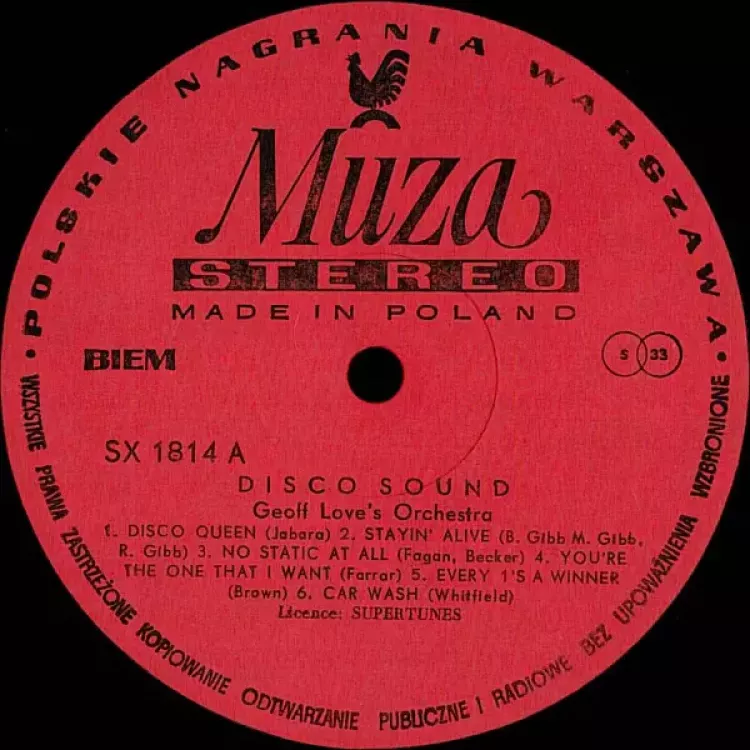 • POLSKIE NAGRANIA WARSZAWA •
Muza
STEREO
MADE IN POLAND
BIEM
S 33
SX 1814 A
DISCO SOUND
Geoff Love's Orchestra
1. DISCO QUEEN (Jabara) 2. STAYIN' ALIVE (B. Gibb M. Gibb,
R. Gibb) 3. NO STATIC AT ALL (Fagan, Becker) 4. YOU'RE
THE ONE THAT I WANT (Farrar) 5. EVERY 1'S A WINNER
(Brown) 6. CAR WASH (Whitfield)
Licence: SUPERTUNES
WSZYSTKIE PRAWA ZASTRZEŻONE KOPIOWANIE ODTWARZANIE PUBLICZNE I RADIOWE BEZ UPOWAŻNIENIA WZBRONIONE